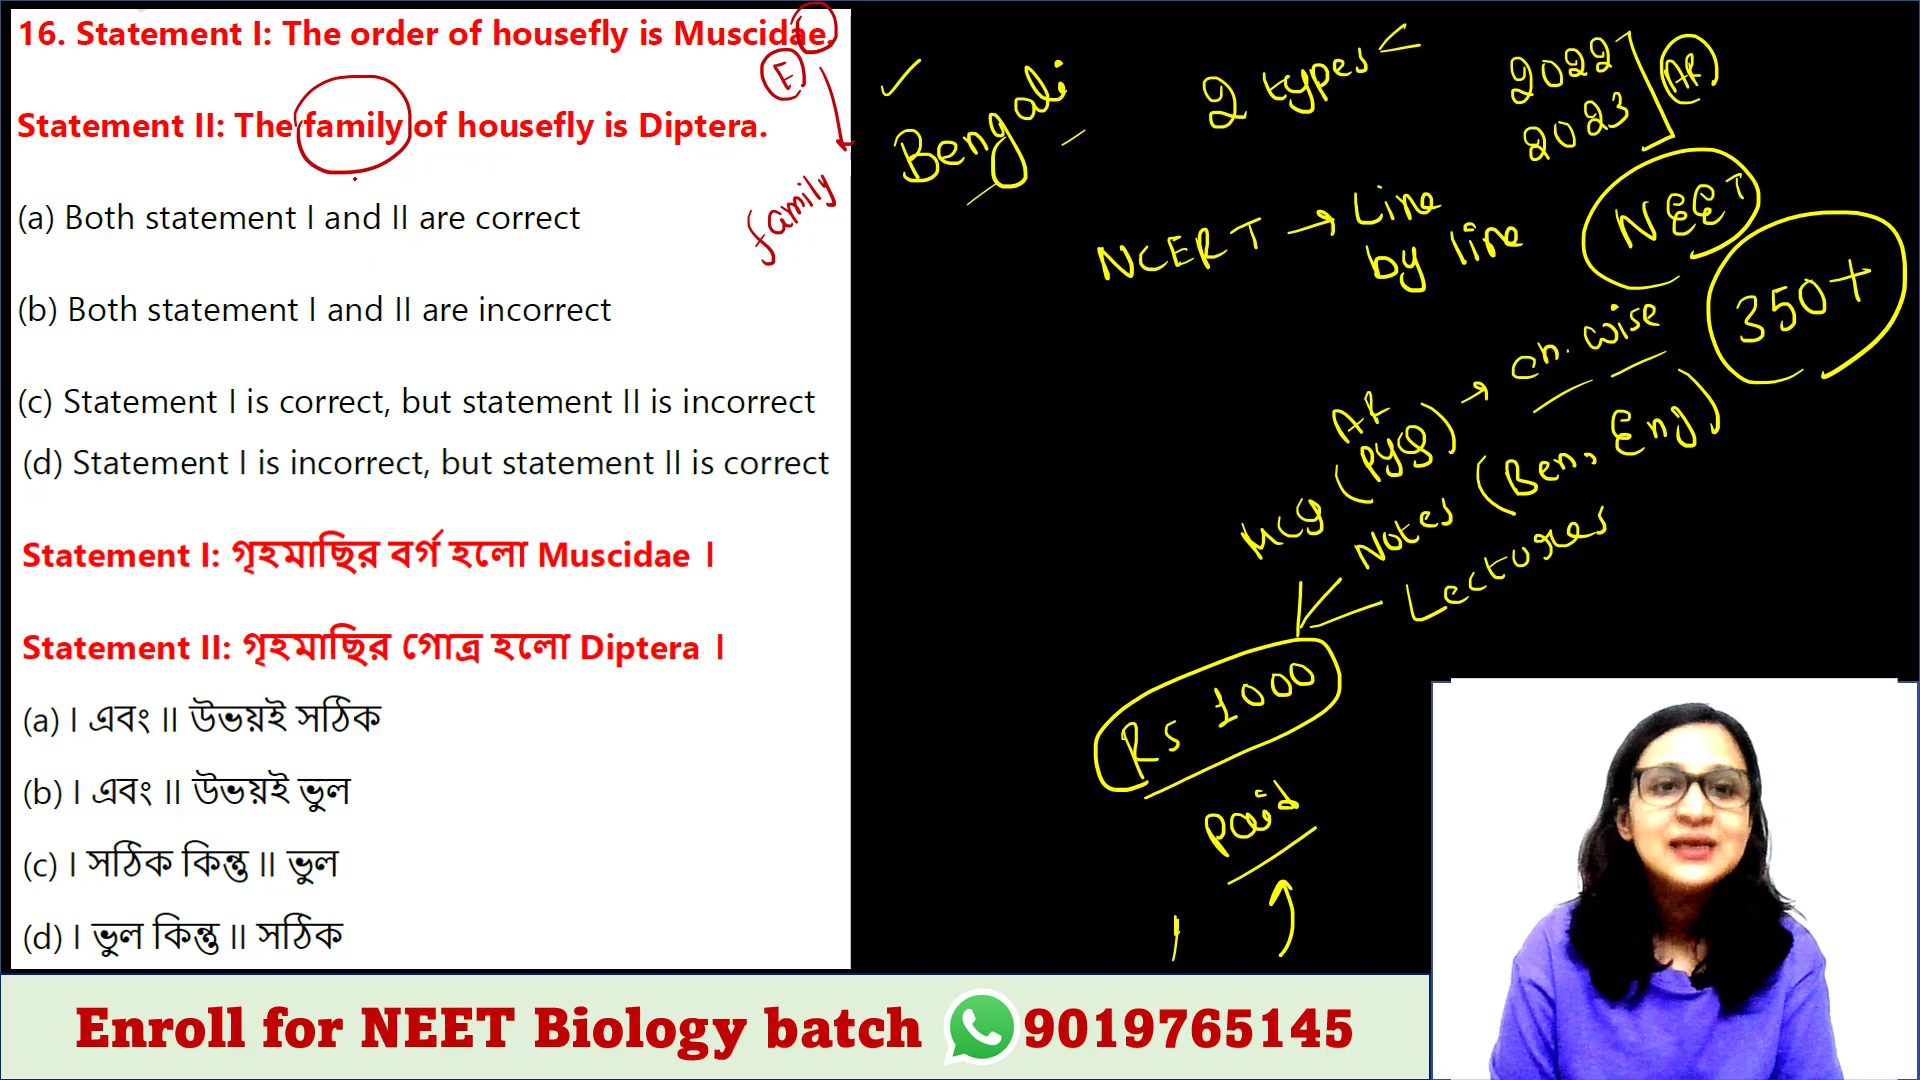 16. Statement I: The order of housefly is Muscidae.
E
Statement II: The family of housefly is Diptera.
family
(a) Both statement I and II are correct
(b) Both statement I and II are incorrect
(c) Statement I is correct, but statement II is incorrect
(d) Statement I is incorrect, but statement II is correct
Statement I: গৃহমাছির বর্গ হলো Muscidae ।
Statement II: গৃহমাছির গোত্র হলো Diptera ।
(a) I এবং II উভয়ই সঠিক
(b) I এবং II উভয়ই ভুল
(c) I সঠিক কিন্তু II ভুল
(d) I ভুল কিন্তু II সঠিক
Bengali
2 types
2022
2023
AR
NCERT → Line
by line
NEET
350+
AR
MCQ (PYQ) → Ch. wise
Notes (Ben, Eng)
Lectures
Rs 1000
paid
Enroll for NEET Biology batch 9019765145